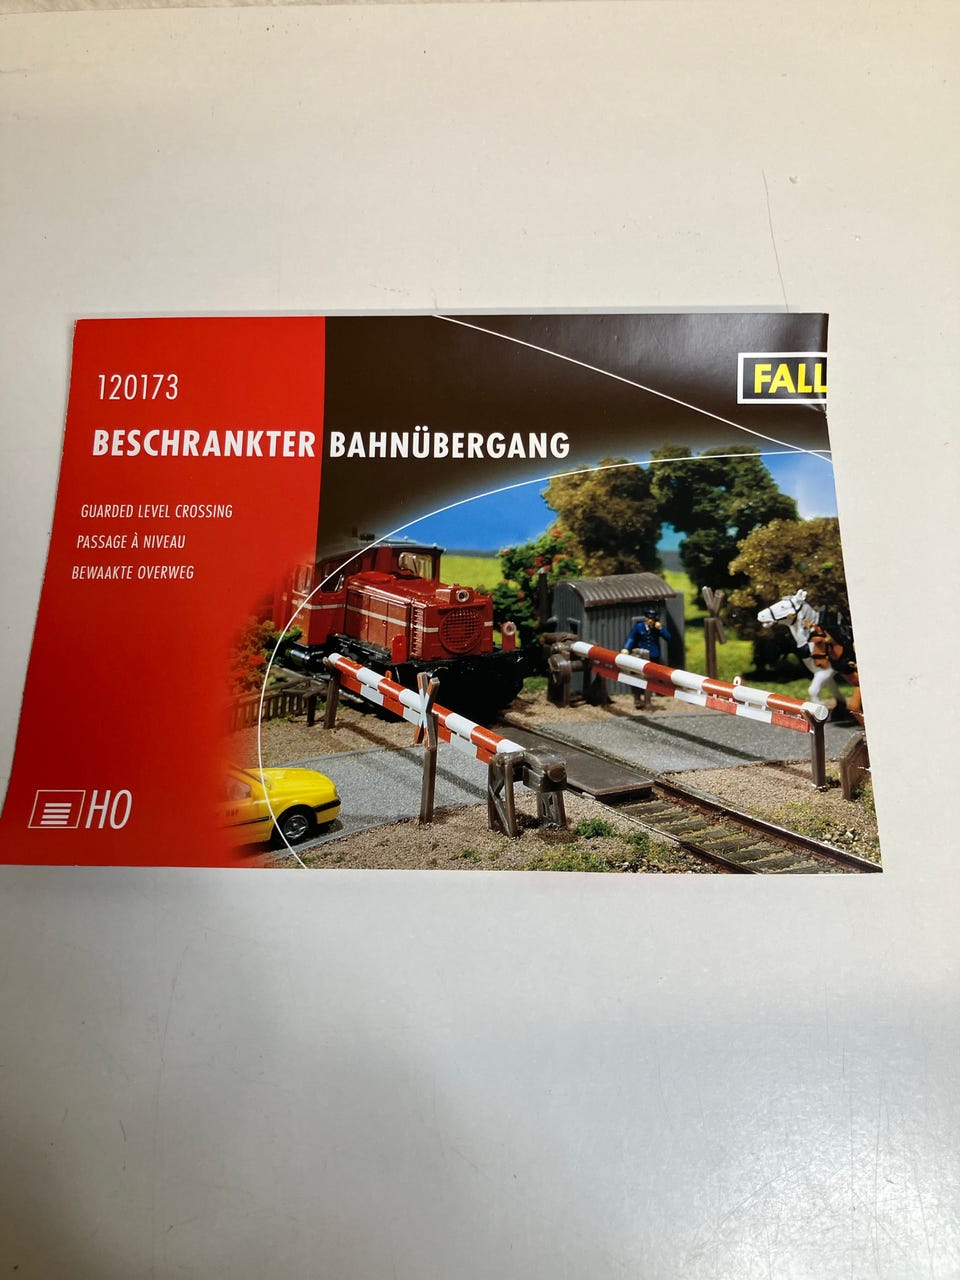 120173
FALL
BESCHRANKTER BAHNÜBERGANG
GUARDED LEVEL CROSSING
PASSAGE À NIVEAU
BEWAAKTE OVERWEG
HO